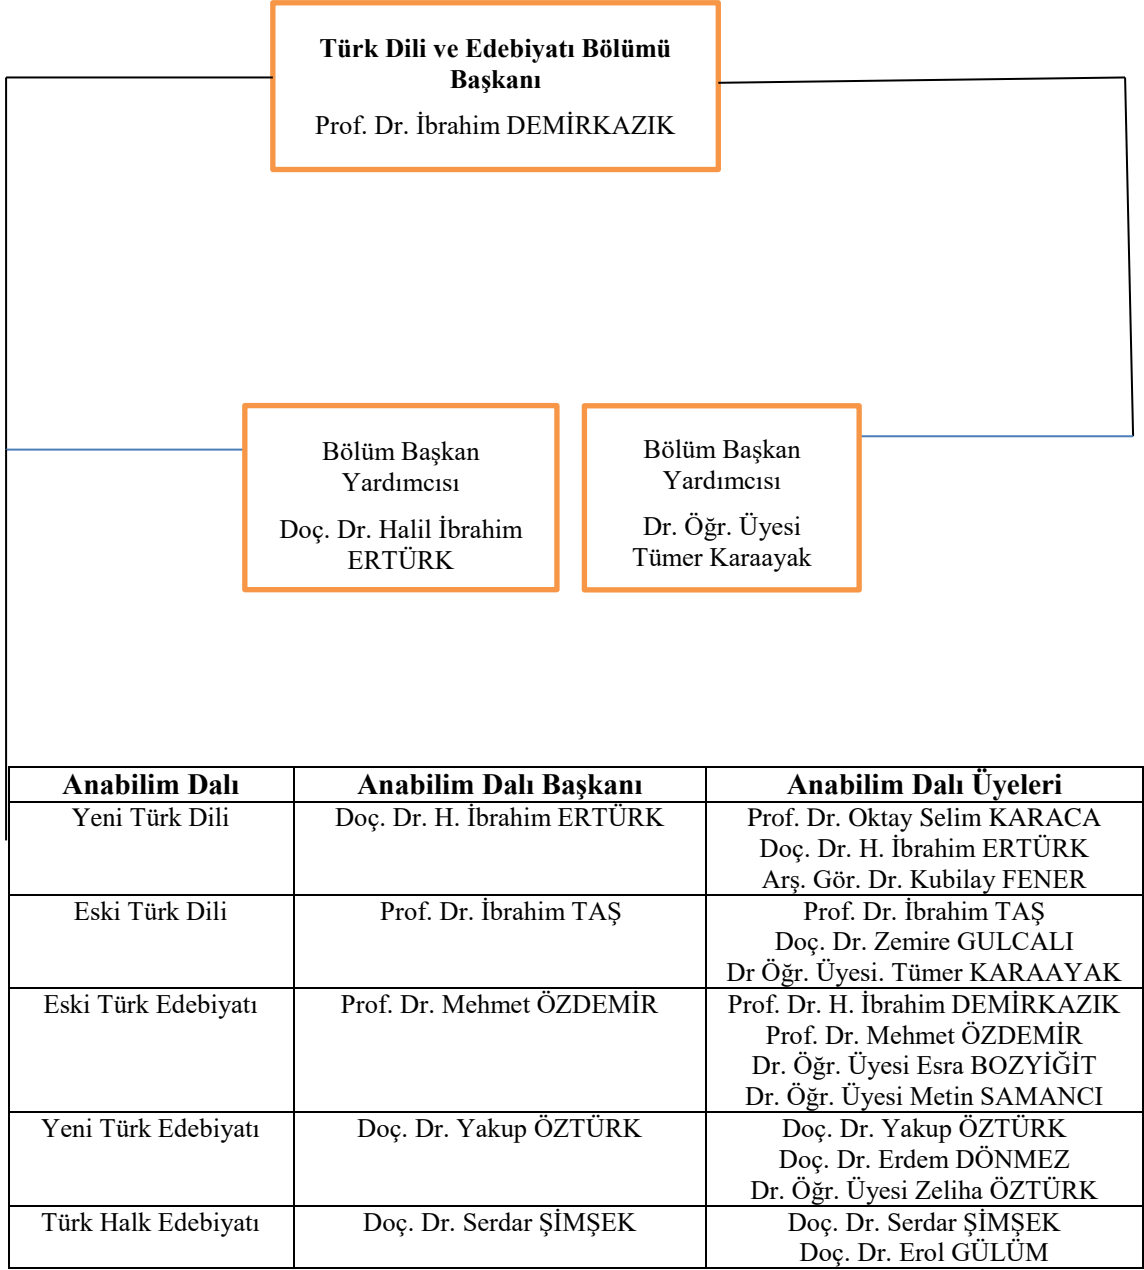 Türk Dili ve Edebiyatı Bölümü
Başkanı
Prof. Dr. İbrahim DEMİRKAZIK
Bölüm Başkan
Yardımcısı
Doç. Dr. Halil İbrahim
ERTÜRK
Bölüm Başkan
Yardımcısı
Dr. Öğr. Üyesi
Tümer Karaayak
Anabilim Dalı Anabilim Dalı Başkanı Anabilim Dalı Üyeleri
Yeni Türk Dili Doç. Dr. H. İbrahim ERTÜRK Prof. Dr. Oktay Selim KARACA
Doç. Dr. H. İbrahim ERTÜRK
Arş. Gör. Dr. Kubilay FENER
Eski Türk Dili Prof. Dr. İbrahim TAŞ Prof. Dr. İbrahim TAŞ
Doç. Dr. Zemire GULCALI
Dr Öğr. Üyesi. Tümer KARAAYAK
Eski Türk Edebiyatı Prof. Dr. Mehmet ÖZDEMİR Prof. Dr. H. İbrahim DEMİRKAZIK
Prof. Dr. Mehmet ÖZDEMİR
Dr. Öğr. Üyesi Esra BOZYİĞİT
Dr. Öğr. Üyesi Metin SAMANCI
Yeni Türk Edebiyatı Doç. Dr. Yakup ÖZTÜRK Doç. Dr. Yakup ÖZTÜRK
Doç. Dr. Erdem DÖNMEZ
Dr. Öğr. Üyesi Zeliha ÖZTÜRK
Türk Halk Edebiyatı Doç. Dr. Serdar ŞİMŞEK Doç. Dr. Serdar ŞİMŞEK
Doç. Dr. Erol GÜLÜM